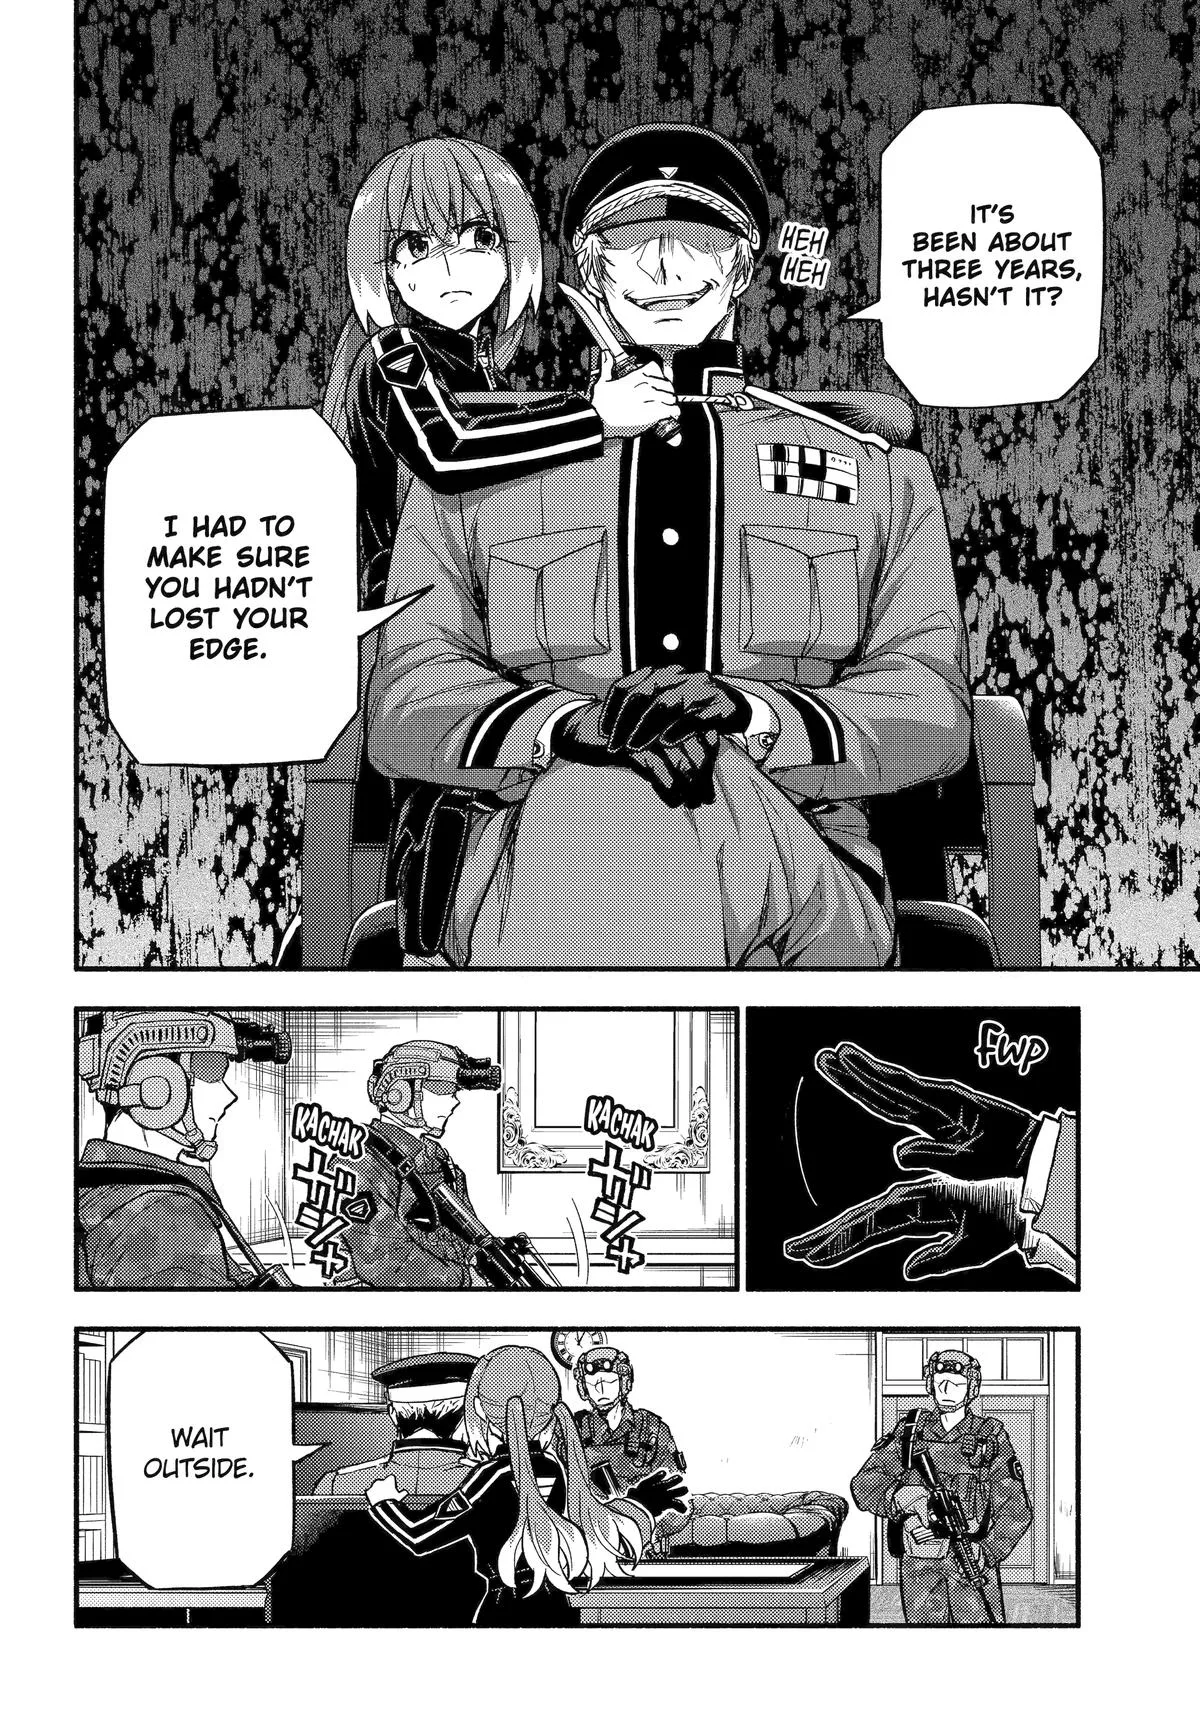 IT'S
BEEN ABOUT
THREE YEARS,
HASN'T IT?
HEH
HEH
I HAD TO
MAKE SURE
YOU HADN'T
LOST YOUR
EDGE.
FWP
KACHAK
ガシャ
KACHAK
ガシャ
WAIT
OUTSIDE.